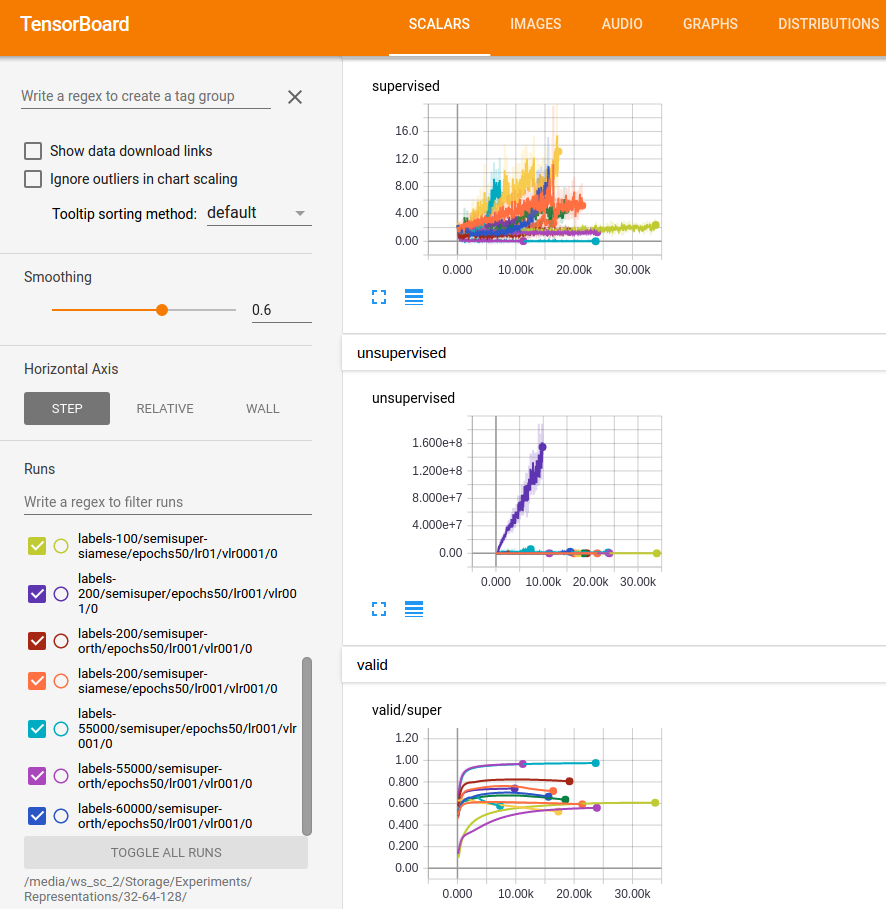 TensorBoard
SCALARS
IMAGES
AUDIO
GRAPHS
DISTRIBUTIONS
Write a regex to create a tag group
Show data download links
Ignore outliers in chart scaling
Tooltip sorting method: default
Smoothing
0.6
Horizontal Axis
STEP
RELATIVE
WALL
Runs
Write a regex to filter runs
labels-100/semisuper-
siamese/epochs50/lr01/vlr0001/0
labels-
200/semisuper/epochs50/lr001/vlr00
1/0
labels-200/semisuper-
orth/epochs50/lr001/vlr001/0
labels-200/semisuper-
siamese/epochs50/lr001/vlr001/0
labels-
55000/semisuper/epochs50/lr001/vlr
001/0
labels-55000/semisuper-
orth/epochs50/lr001/vlr001/0
labels-60000/semisuper-
orth/epochs50/lr001/vlr001/0
TOGGLE ALL RUNS
/media/ws_sc_2/Storage/Experiments/
Representations/32-64-128/
supervised
16.0
12.0
8.00
4.00
0.00
0.000 10.00k 20.00k 30.00k
unsupervised
unsupervised
1.600e+8
1.200e+8
8.000e+7
4.000e+7
0.00
0.000 10.00k 20.00k 30.00k
valid
valid/super
1.20
1.00
0.800
0.600
0.400
0.200
0.00
0.000 10.00k 20.00k 30.00k